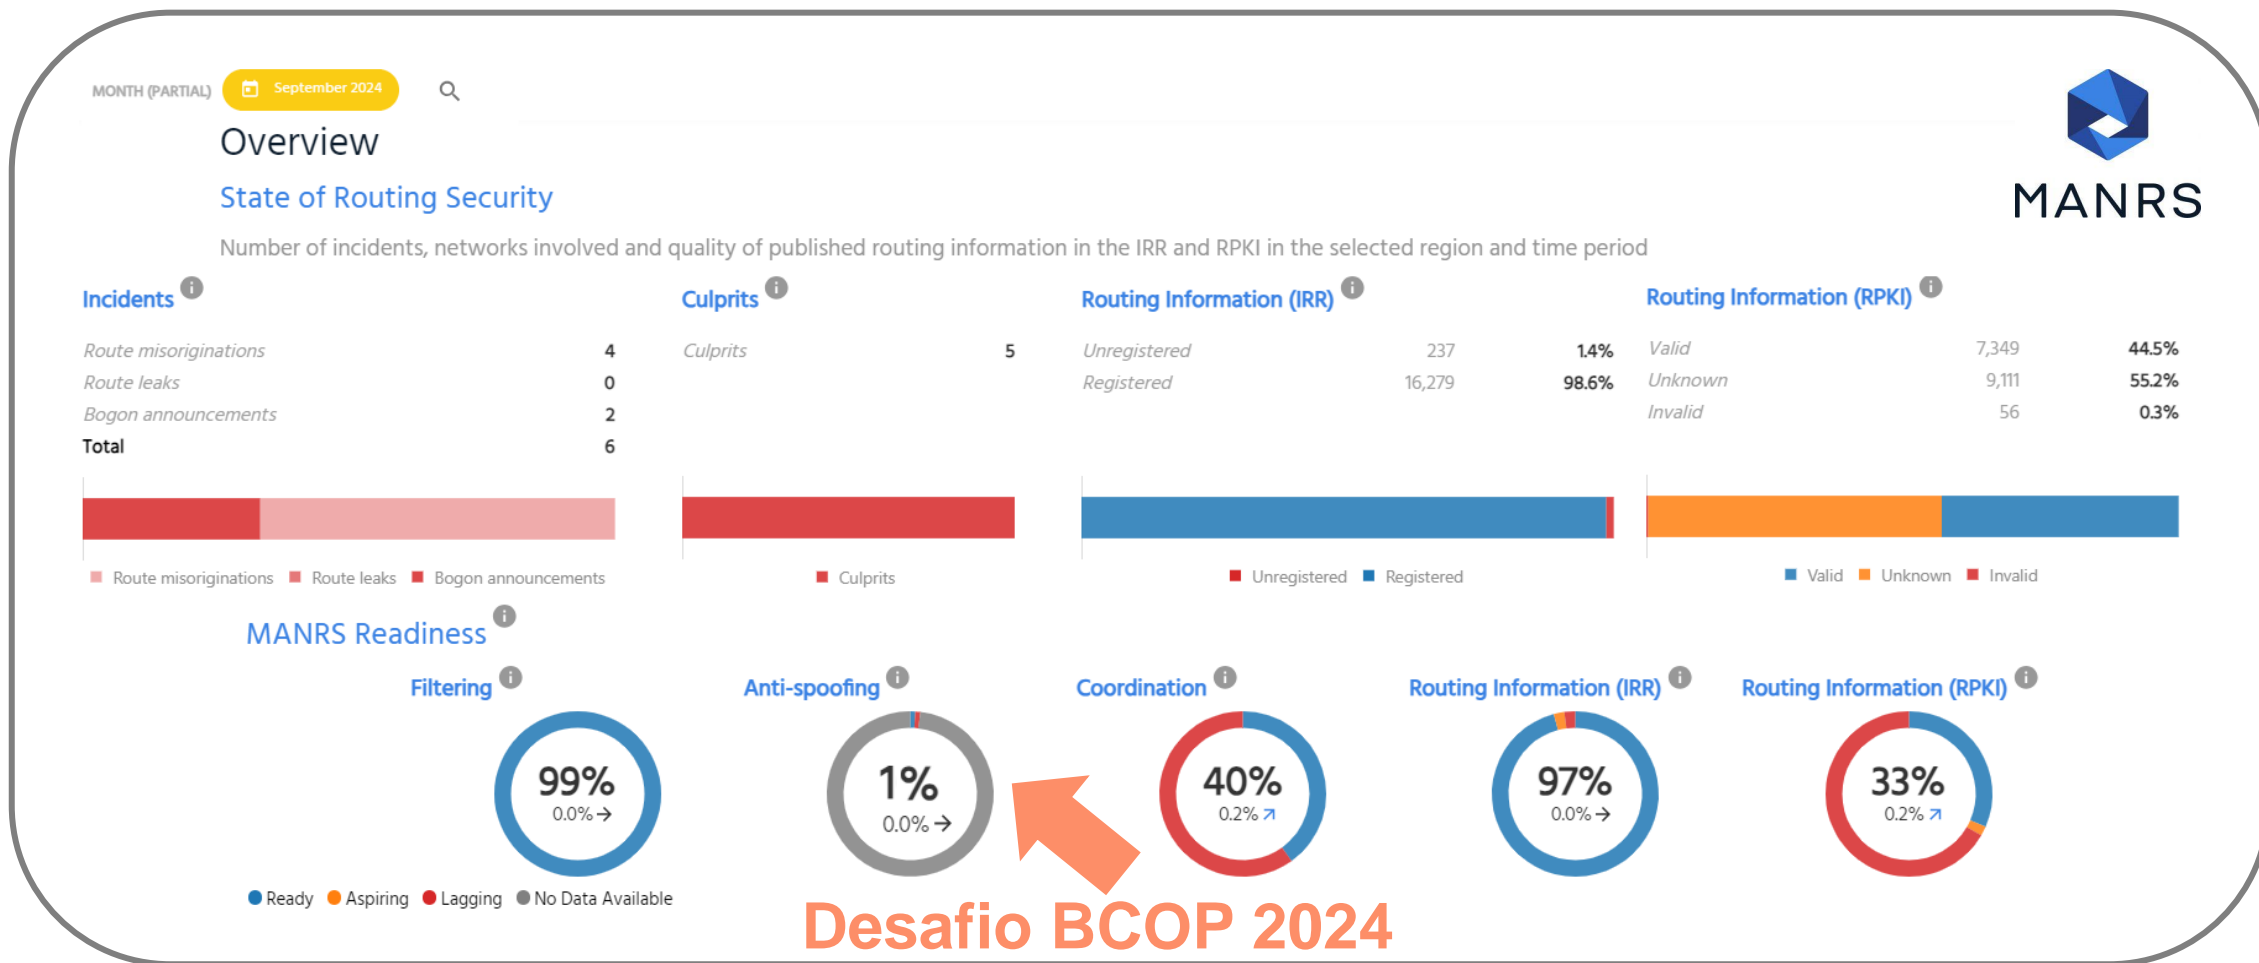 MONTH (PARTIAL) September 2024
MANRS
Overview
State of Routing Security
Number of incidents, networks involved and quality of published routing information in the IRR and RPKI in the selected region and time period
Incidents
Route misoriginations 4
Route leaks 0
Bogon announcements 2
Total 6
Route misoriginations Route leaks Bogon announcements
Culprits
Culprits 5
Culprits
Routing Information (IRR)
Unregistered 237 1.4%
Registered 16,279 98.6%
Unregistered Registered
Routing Information (RPKI)
Valid 7,349 44.5%
Unknown 9,111 55.2%
Invalid 56 0.3%
Valid Unknown Invalid
MANRS Readiness
Filtering
99%
0.0% →
Anti-spoofing
1%
0.0% →
Coordination
40%
0.2% ↗
Routing Information (IRR)
97%
0.0% →
Routing Information (RPKI)
33%
0.2% ↗
Ready Aspiring Lagging No Data Available
Desafio BCOP 2024